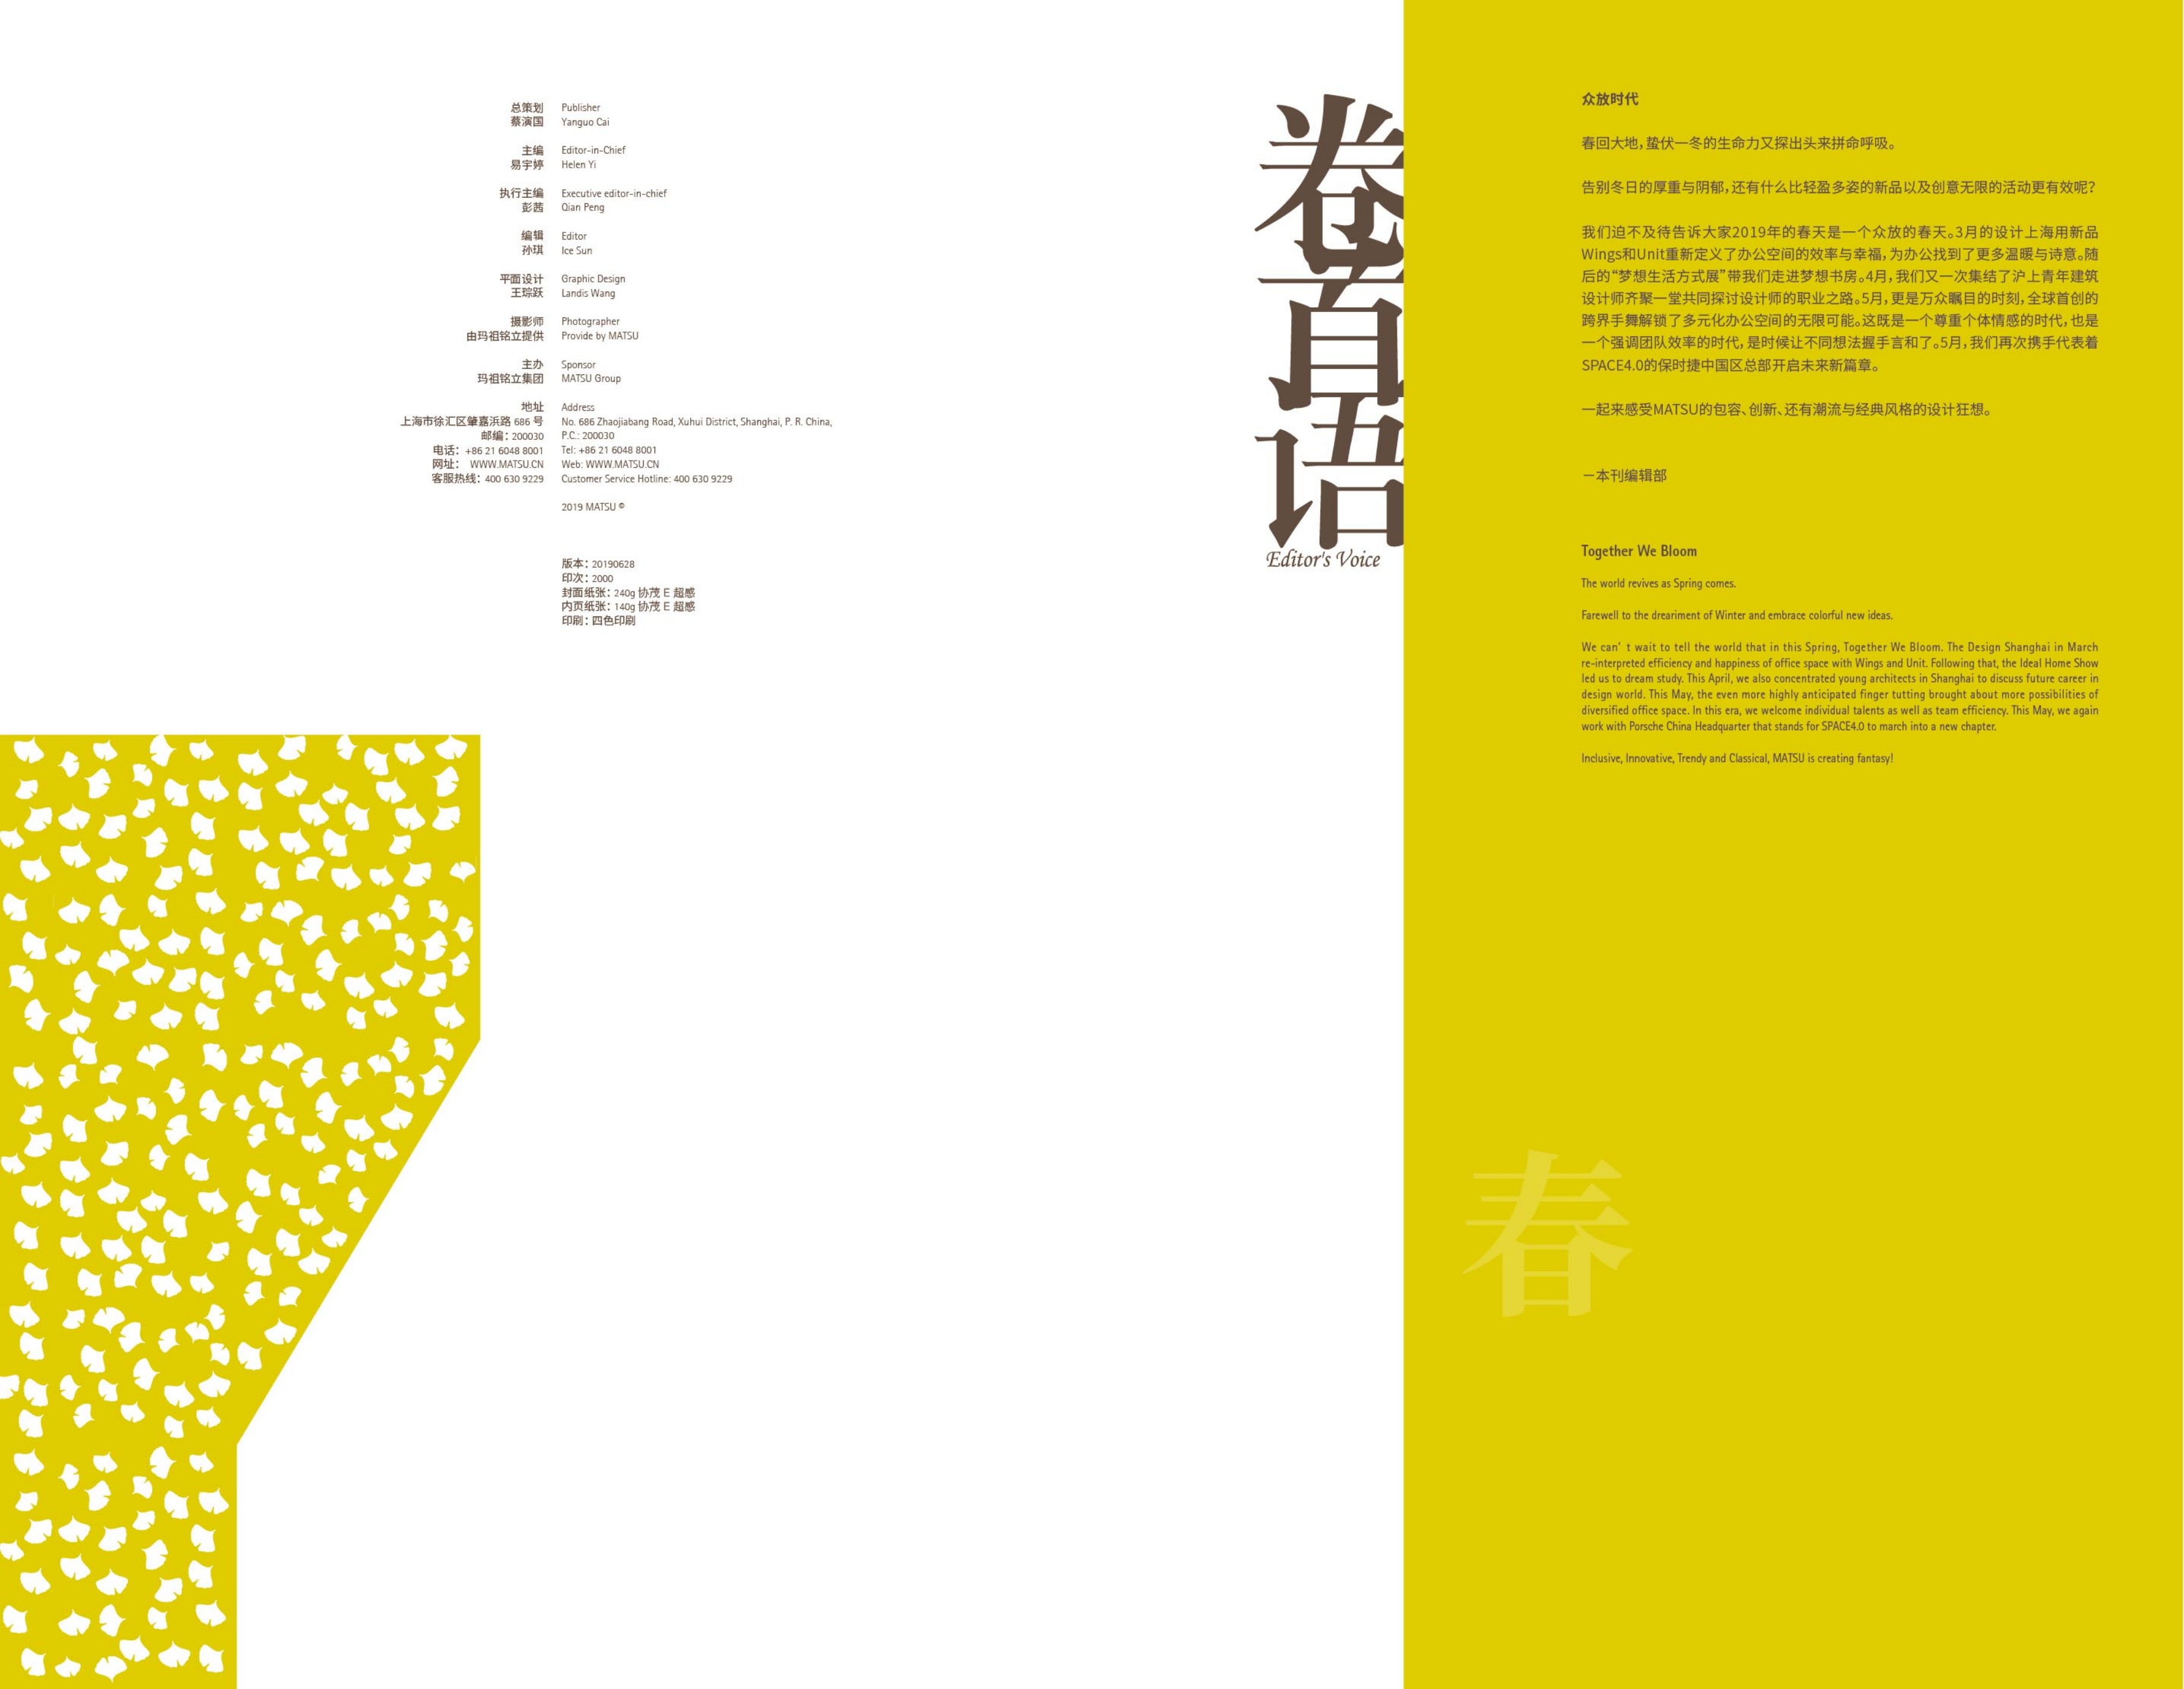 总策划 Publisher
蔡演国 Yanguo Cai
主编 Editor-in-Chief
易宇婷 Helen Yi
执行主编 Executive editor-in-chief
彭茜 Qian Peng
编辑 Editor
孙琪 Ice Sun
平面设计 Graphic Design
王琮跃 Landis Wang
摄影师 Photographer
由玛祖铭立提供 Provide by MATSU
主办 Sponsor
玛祖铭立集团 MATSU Group
地址 Address
上海市徐汇区肇嘉浜路 686 号 No. 686 Zhaojiabang Road, Xuhui District, Shanghai, P. R. China,
邮编：200030 P.C.: 200030
电话：+86 21 6048 8001 Tel: +86 21 6048 8001
网址： WWW.MATSU.CN Web: WWW.MATSU.CN
客服热线：400 630 9229 Customer Service Hotline: 400 630 9229
2019 MATSU ©
版本：20190628
印次：2000
封面纸张：240g 协茂 E 超感
内页纸张：140g 协茂 E 超感
印刷：四色印刷
卷首语
Editor's Voice
众放时代
春回大地，蛰伏一冬的生命力又探出头来拼命呼吸。
告别冬日的厚重与阴郁，还有什么比轻盈多姿的新品以及创意无限的活动更有效呢？
我们迫不及待告诉大家2019年的春天是一个众放的春天。3月的设计上海用新品
Wings和Unit重新定义了办公空间的效率与幸福，为办公找到了更多温暖与诗意。随
后的“梦想生活方式展”带我们走进梦想书房。4月，我们又一次集结了沪上青年建筑
设计师齐聚一堂共同探讨设计师的职业之路。5月，更是万众瞩目的时刻，全球首创的
跨界手舞解锁了多元化办公空间的无限可能。这既是一个尊重个体情感的时代，也是
一个强调团队效率的时代，是时候让不同想法握手言和了。5月，我们再次携手代表着
SPACE4.0的保时捷中国区总部开启未来新篇章。
一起来感受MATSU的包容、创新、还有潮流与经典风格的设计狂想。
－本刊编辑部
Together We Bloom
The world revives as Spring comes.
Farewell to the dreariment of Winter and embrace colorful new ideas.
We can’ t wait to tell the world that in this Spring, Together We Bloom. The Design Shanghai in March
re-interpreted efficiency and happiness of office space with Wings and Unit. Following that, the Ideal Home Show
led us to dream study. This April, we also concentrated young architects in Shanghai to discuss future career in
design world. This May, the even more highly anticipated finger tutting brought about more possibilities of
diversified office space. In this era, we welcome individual talents as well as team efficiency. This May, we again
work with Porsche China Headquarter that stands for SPACE4.0 to march into a new chapter.
Inclusive, Innovative, Trendy and Classical, MATSU is creating fantasy!
春